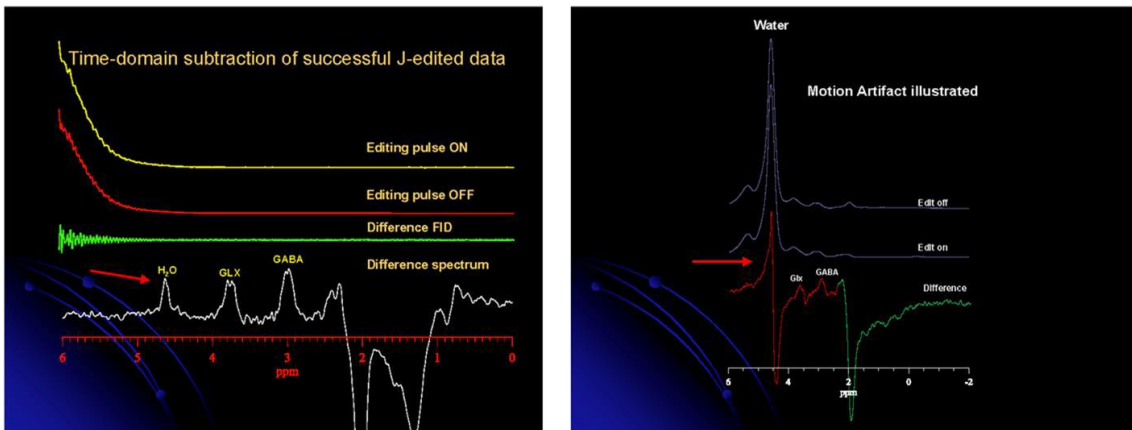 Time-domain subtraction of successful J-edited data
Editing pulse ON
Editing pulse OFF
Difference FID
Difference spectrum
H₂O
GLX
GABA
6 5 4 3 2 1 0
ppm
Water
Motion Artifact illustrated
Edit off
Edit on
Glx
GABA
Difference
4 2 0 -2
ppm